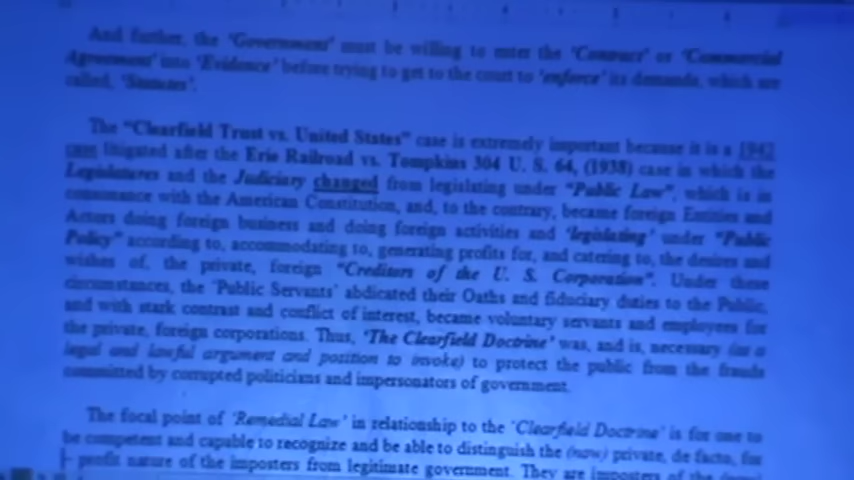 And further, the 'Government' must be willing to enter the 'Contract' or 'Commercial
Agreement' into 'Evidence' before trying to get to the court to 'enforce' its demands, which are
called, 'Statutes'.
The "Clearfield Trust vs. United States" case is extremely important because it is a 1942
case litigated after the Erie Railroad vs. Tompkins 304 U. S. 64, (1938) case in which the
Legislatures and the Judiciary changed from legislating under "Public Law", which is in
consonance with the American Constitution, and, to the contrary, became foreign Entities and
Actors doing foreign business and doing foreign activities and 'legislating' under "Public
Policy" according to, accommodating to, generating profits for, and catering to, the desires and
wishes of, the private, foreign "Creditors of the U. S. Corporation". Under these
circumstances, the 'Public Servants' abdicated their Oaths and fiduciary duties to the Public,
and with stark contrast and conflict of interest, became voluntary servants and employees for
the private, foreign corporations. Thus, 'The Clearfield Doctrine' was, and is, necessary (as a
legal and lawful argument and position to invoke) to protect the public from the frauds
committed by corrupted politicians and impersonators of government.
The focal point of 'Remedial Law' in relationship to the 'Clearfield Doctrine' is for one to
be competent and capable to recognize and be able to distinguish the (now) private, de facto, for
- profit nature of the imposters from legitimate government. They are imposters of the